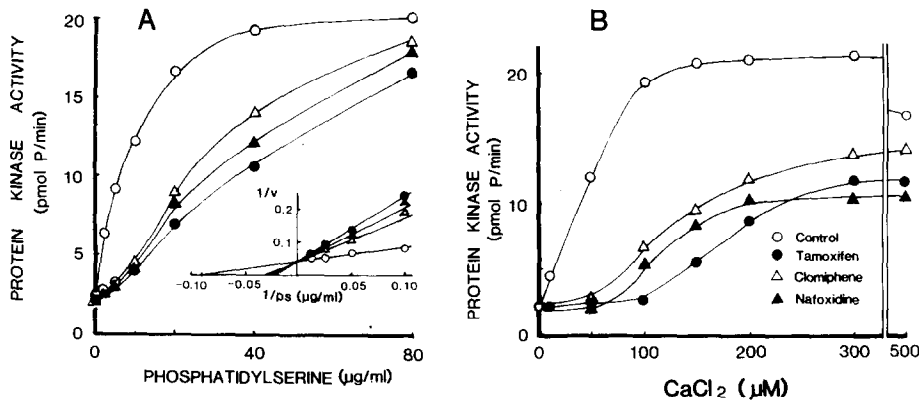 A
PROTEIN KINASE ACTIVITY
(pmol P/min)
20
15
10
5
0
0
20
40
80
PHOSPHATIDYLSERINE (μg/ml)
1/v
0.2
0.1
-0.10
-0.05
0.05
0.10
1/ps (μg/ml)
B
PROTEIN KINASE ACTIVITY
(pmol P/min)
20
10
0
0
100
200
300
500
CaCl2 (μM)
Control
Tamoxifen
Clomiphene
Nafoxidine